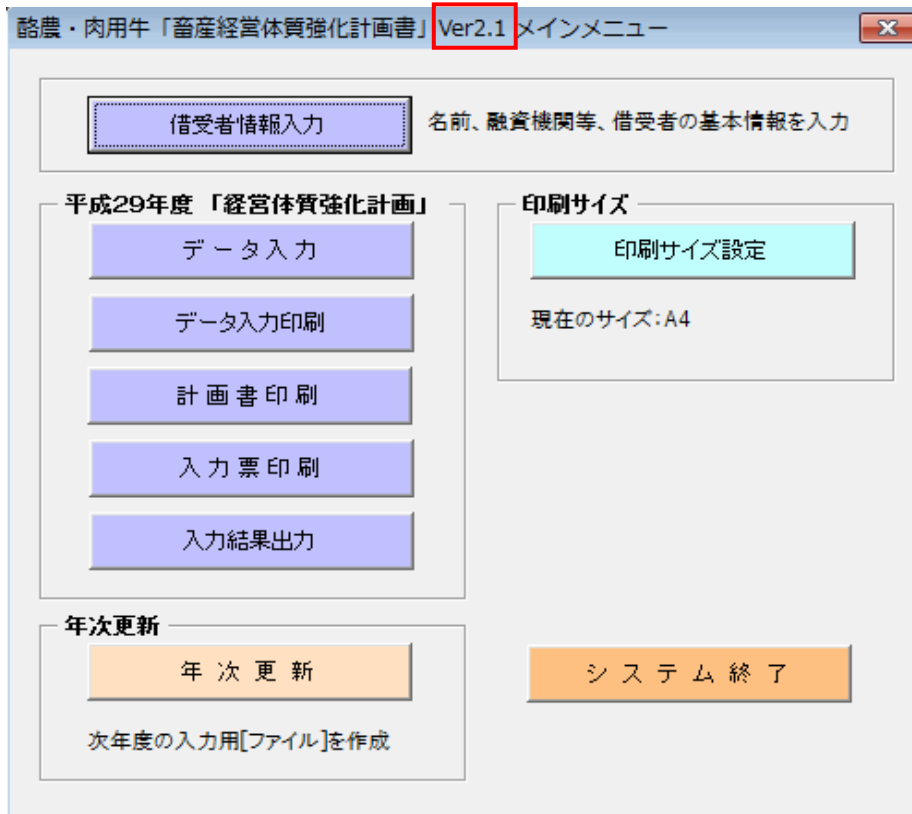 酪農・肉用牛「畜産経営体質強化計画書」 Ver2.1 メインメニュー
借受者情報入力
名前、融資機関等、借受者の基本情報を入力
平成29年度 「経営体質強化計画」
データ入力
データ入力印刷
計画書印刷
入力票印刷
入力結果出力
印刷サイズ
印刷サイズ設定
現在のサイズ:A4
年次更新
年次更新
次年度の入力用[ファイル]を作成
システム終了